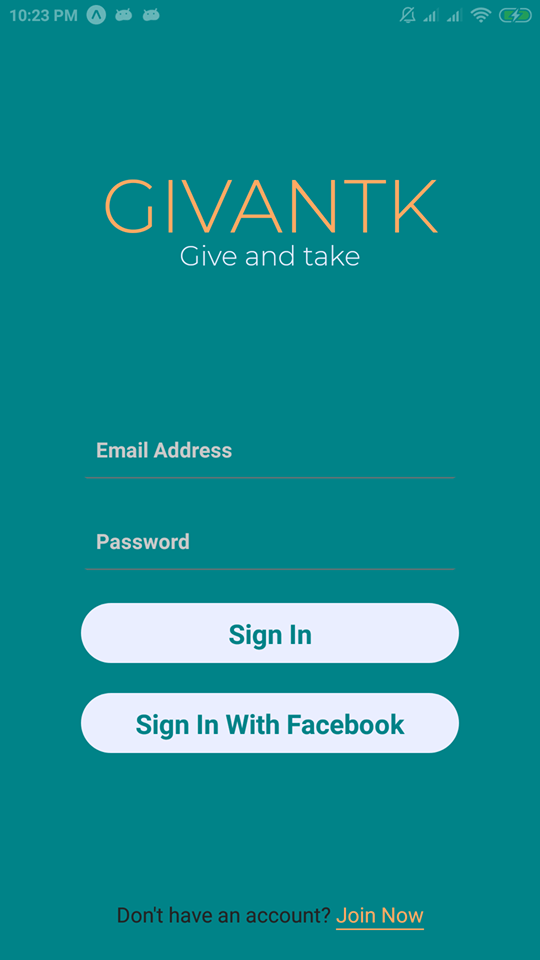 10:23 PM
GIVANTK
Give and take
Email Address
Password
Sign In
Sign In With Facebook
Don't have an account? Join Now